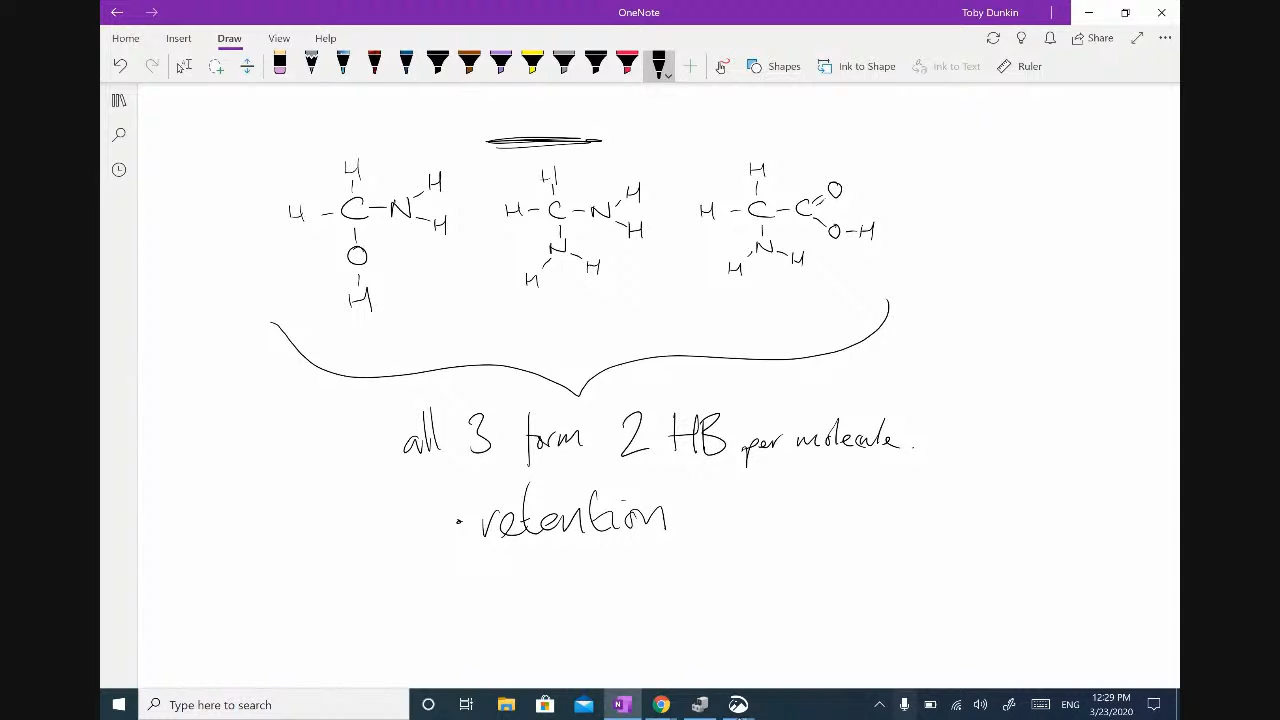 OneNote
Toby Dunkin
Home Insert Draw View Help
Share
Shapes Ink to Shape Ink to Text Ruler
H H H
H - C - N H H - C - N H H - C - C O
H H O - H
O N N
H H H H H
H
all 3 form 2 HB per molecule.
• retention
Type here to search
ENG
12:29 PM
3/23/2020